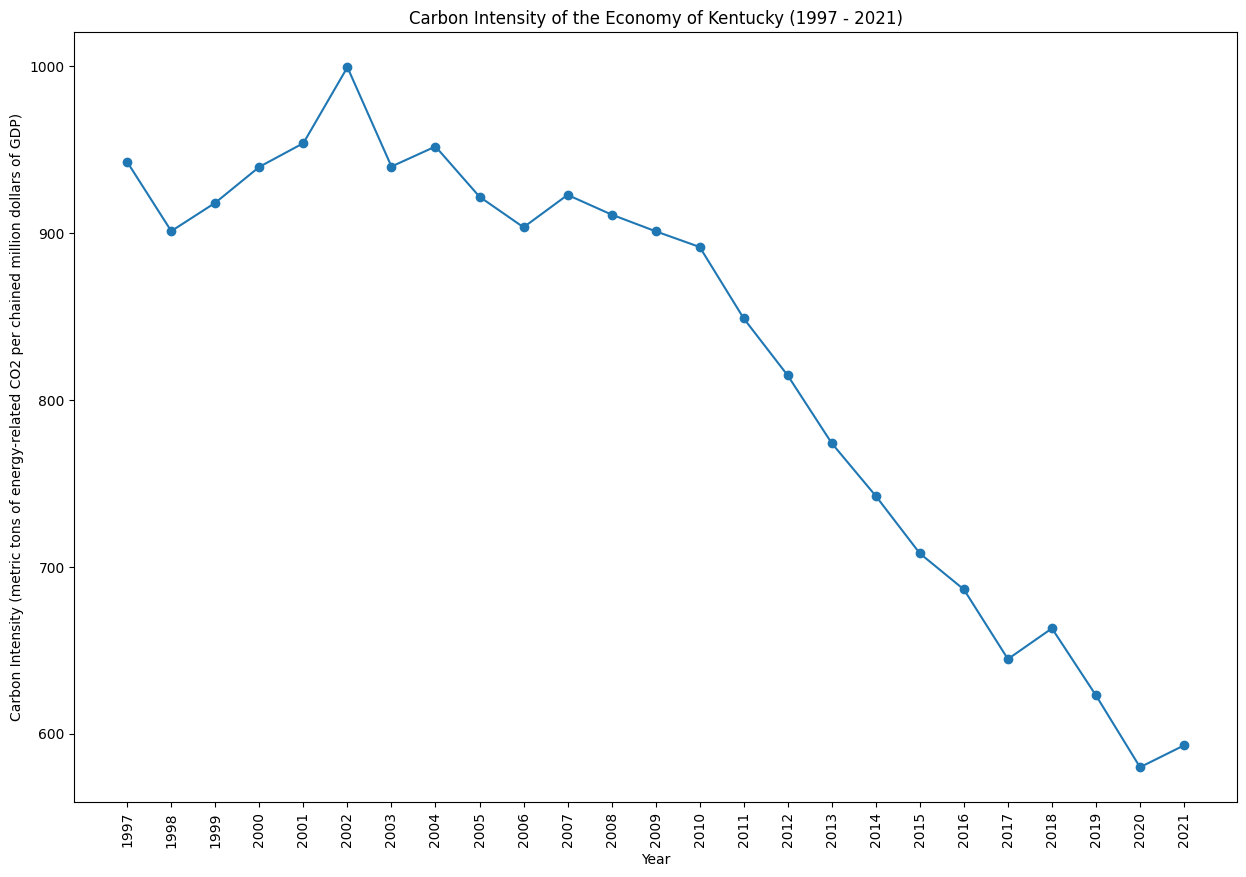 Carbon Intensity of the Economy of Kentucky (1997 - 2021)
Carbon Intensity (metric tons of energy-related CO2 per chained million dollars of GDP)
1000
900
800
700
600
1997 1998 1999 2000 2001 2002 2003 2004 2005 2006 2007 2008 2009 2010 2011 2012 2013 2014 2015 2016 2017 2018 2019 2020 2021
Year